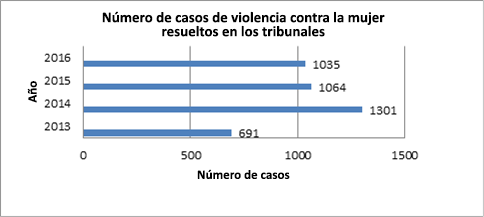 Número de casos de violencia contra la mujer
resueltos en los tribunales
Año
2016 1035
2015 1064
2014 1301
2013 691
0 500 1000 1500
Número de casos